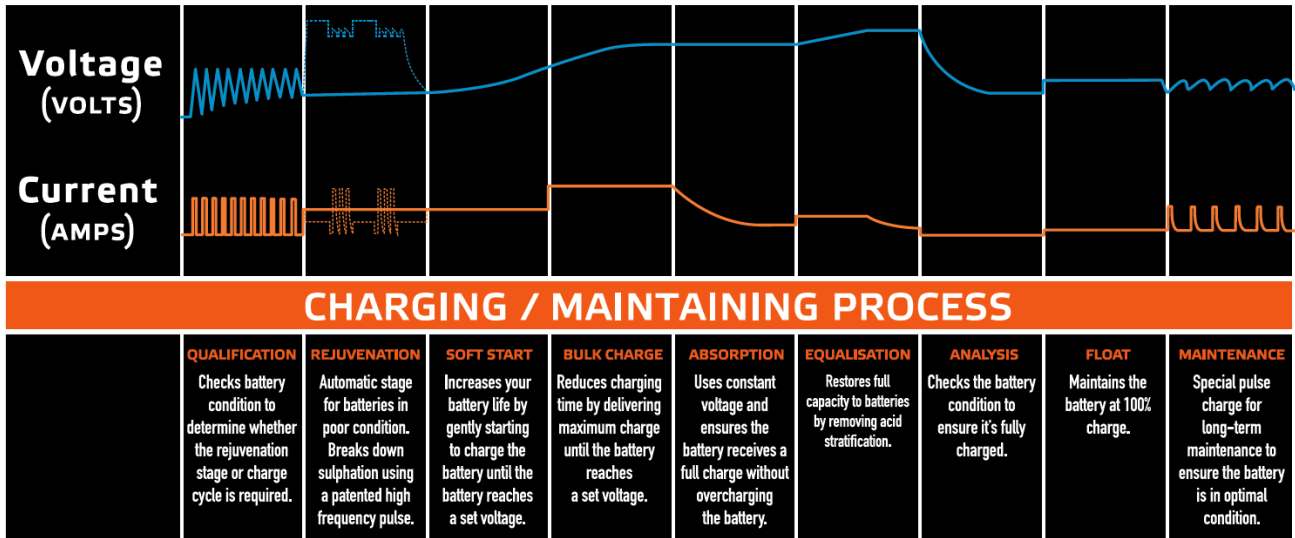 Voltage
(VOLTS)
Current
(AMPS)
CHARGING / MAINTAINING PROCESS
QUALIFICATION
Checks battery
condition to
determine whether
the rejuvenation
stage or charge
cycle is required.
REJUVENATION
Automatic stage
for batteries in
poor condition.
Breaks down
sulphation using
a patented high
frequency pulse.
SOFT START
Increases your
battery life by
gently starting
to charge the
battery until the
battery reaches
a set voltage.
BULK CHARGE
Reduces charging
time by delivering
maximum charge
until the battery
reaches
a set voltage.
ABSORPTION
Uses constant
voltage and
ensures the
battery receives a
full charge without
overcharging
the battery.
EQUALISATION
Restores full
capacity to batteries
by removing acid
stratification.
ANALYSIS
Checks the battery
condition to
ensure it's fully
charged.
FLOAT
Maintains the
battery at 100%
charge.
MAINTENANCE
Special pulse
charge for
long-term
maintenance to
ensure the battery
is in optimal
condition.